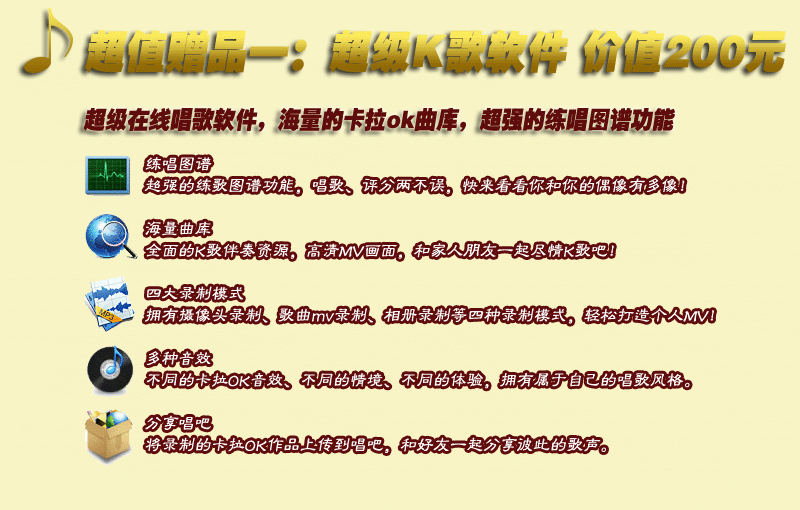 超值赠品一：超级K歌软件 价值200元
超级在线唱歌软件，海量的卡拉ok曲库，超强的练唱图谱功能
练唱图谱
超强的练歌图谱功能，唱歌、评分两不误，快来看看你和你的偶像有多像！
海量曲库
全面的K歌伴奏资源，高清MV画面，和家人朋友一起尽情K歌吧！
四大录制模式
MP3
拥有摄像头录制、歌曲mv录制、相册录制等四种录制模式，轻松打造个人MV！
多种音效
不同的卡拉OK音效、不同的情境、不同的体验，拥有属于自己的唱歌风格。
分享唱吧
将录制的卡拉OK作品上传到唱吧，和好友一起分享彼此的歌声。